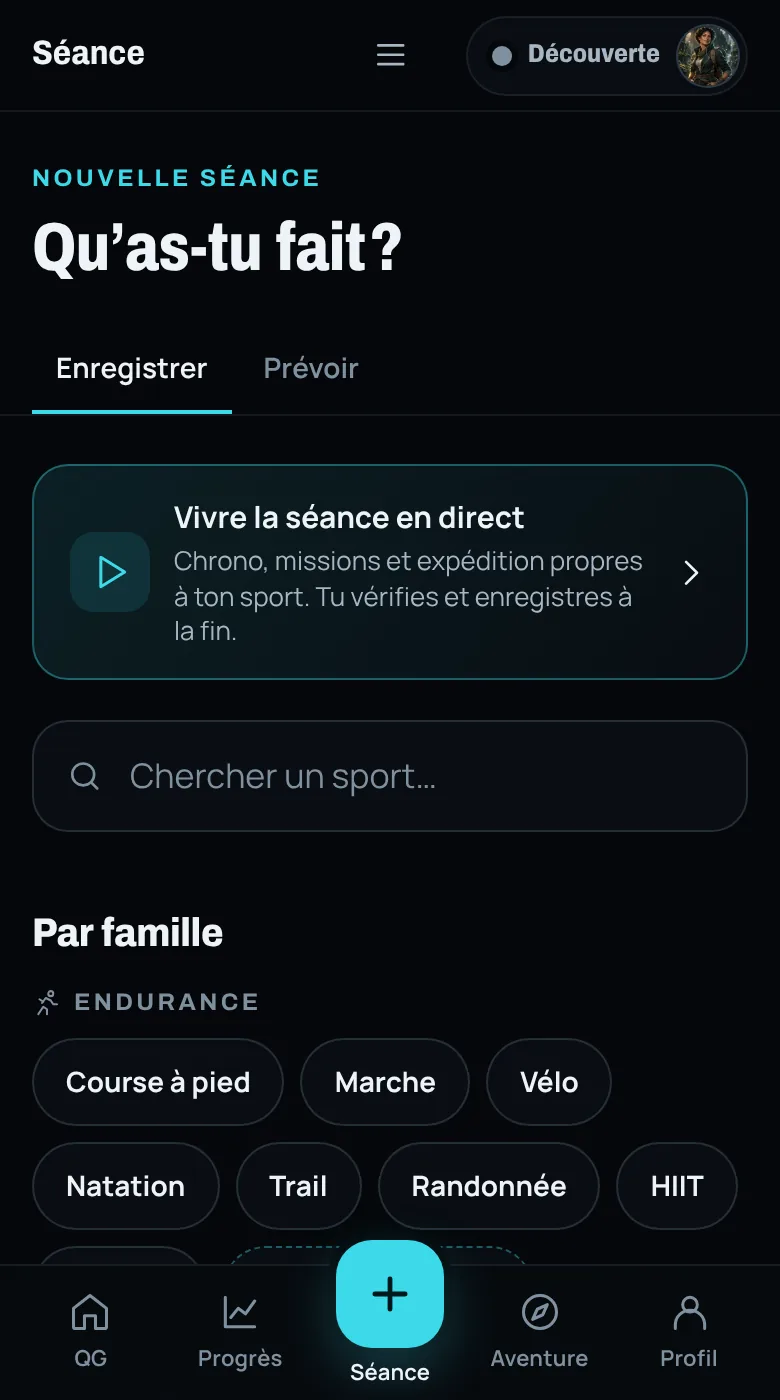 Séance
Découverte
NOUVELLE SÉANCE
Qu’as-tu fait ?
Enregistrer
Prévoir
Vivre la séance en direct
Chrono, missions et expédition propres
à ton sport. Tu vérifies et enregistres à
la fin.
Chercher un sport…
Par famille
ENDURANCE
Course à pied
Marche
Vélo
Natation
Trail
Randonnée
HIIT
QG
Progrès
Séance
Aventure
Profil